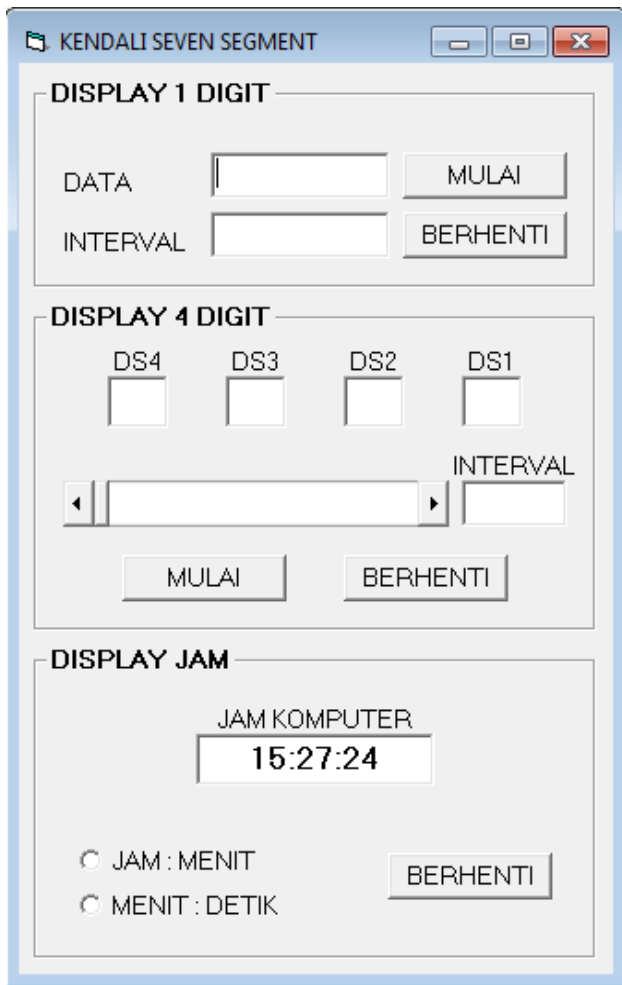 KENDALI SEVEN SEGMENT
DISPLAY 1 DIGIT
DATA
MULAI
INTERVAL
BERHENTI
DISPLAY 4 DIGIT
DS4 DS3 DS2 DS1
INTERVAL
MULAI BERHENTI
DISPLAY JAM
JAM KOMPUTER
15:27:24
JAM : MENIT
BERHENTI
MENIT : DETIK